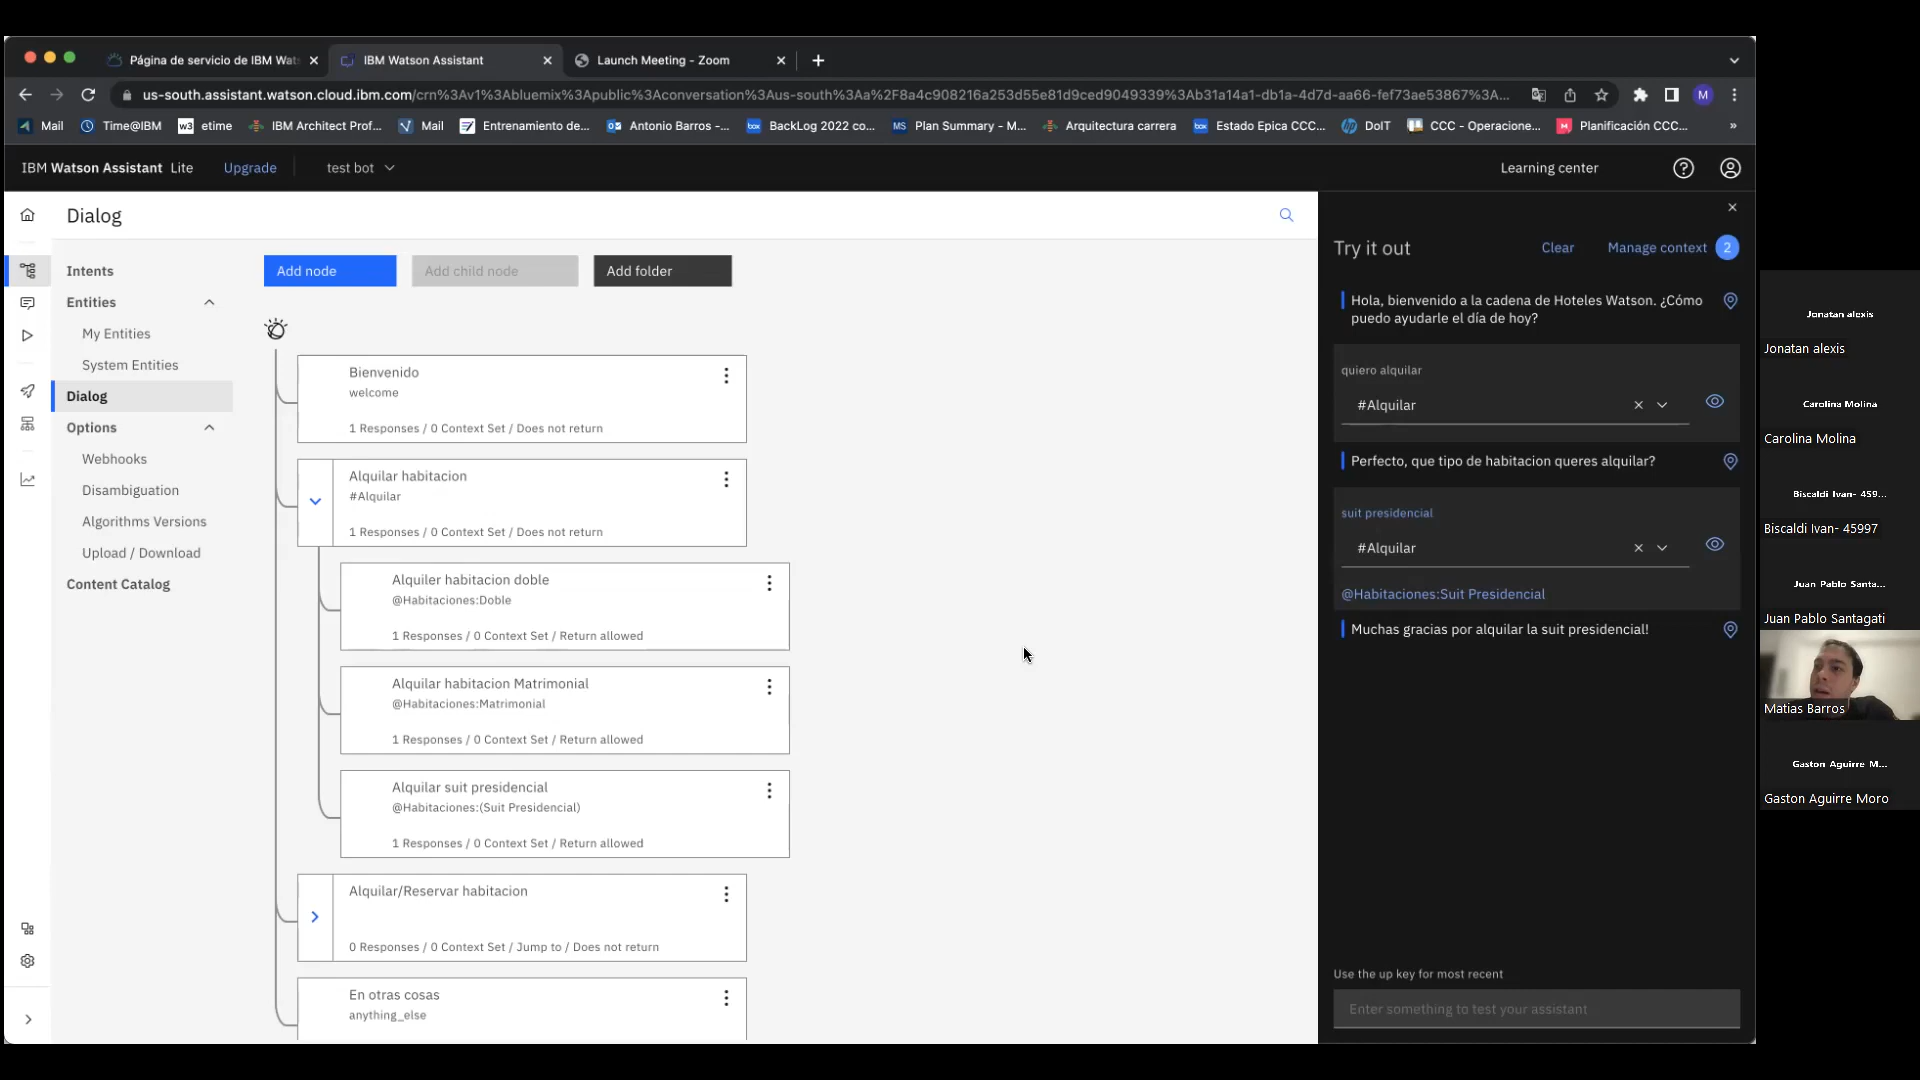 Página de servicio de IBM Wat
IBM Watson Assistant
Launch Meeting - Zoom
us-south.assistant.watson.cloud.ibm.com/crn%3Av1%3Abluemix%3Apublic%3Aconversation%3Aus-south%3Aa%2F8a4c908216a253d55e81d9ced9049339%3Ab31a14a1-db1a-4d7d-aa66-fef73ae53867%3A...
M
Mail
Time@IBM
w3 etime
IBM Architect Prof...
Mail
Entrenamiento de...
Antonio Barros -...
box BackLog 2022 co...
MS Plan Summary - M...
Arquitectura carrera
box Estado Epica CCC...
DoIT
CCC - Operacione...
M Planificación CCC...
»
IBM Watson Assistant Lite
Upgrade
test bot
Learning center
Dialog
Intents
Entities
My Entities
System Entities
Dialog
Options
Webhooks
Disambiguation
Algorithms Versions
Upload / Download
Content Catalog
Add node
Add child node
Add folder
Bienvenido
welcome
1 Responses / 0 Context Set / Does not return
Alquilar habitacion
#Alquilar
1 Responses / 0 Context Set / Does not return
Alquiler habitacion doble
@Habitaciones:Doble
1 Responses / 0 Context Set / Return allowed
Alquilar habitacion Matrimonial
@Habitaciones:Matrimonial
1 Responses / 0 Context Set / Return allowed
Alquilar suit presidencial
@Habitaciones:(Suit Presidencial)
1 Responses / 0 Context Set / Return allowed
Alquilar/Reservar habitacion
0 Responses / 0 Context Set / Jump to / Does not return
En otras cosas
anything_else
Try it out
Clear
Manage context 2
Hola, bienvenido a la cadena de Hoteles Watson. ¿Cómo
puedo ayudarle el día de hoy?
quiero alquilar
#Alquilar
Perfecto, que tipo de habitacion queres alquilar?
suit presidencial
#Alquilar
@Habitaciones:Suit Presidencial
Muchas gracias por alquilar la suit presidencial!
Use the up key for most recent
Enter something to test your assistant
Jonatan alexis
Jonatan alexis
Carolina Molina
Carolina Molina
Biscaldi Ivan- 459...
Biscaldi Ivan- 45997
Juan Pablo Santa...
Juan Pablo Santagati
Matias Barros
Gaston Aguirre M...
Gaston Aguirre Moro